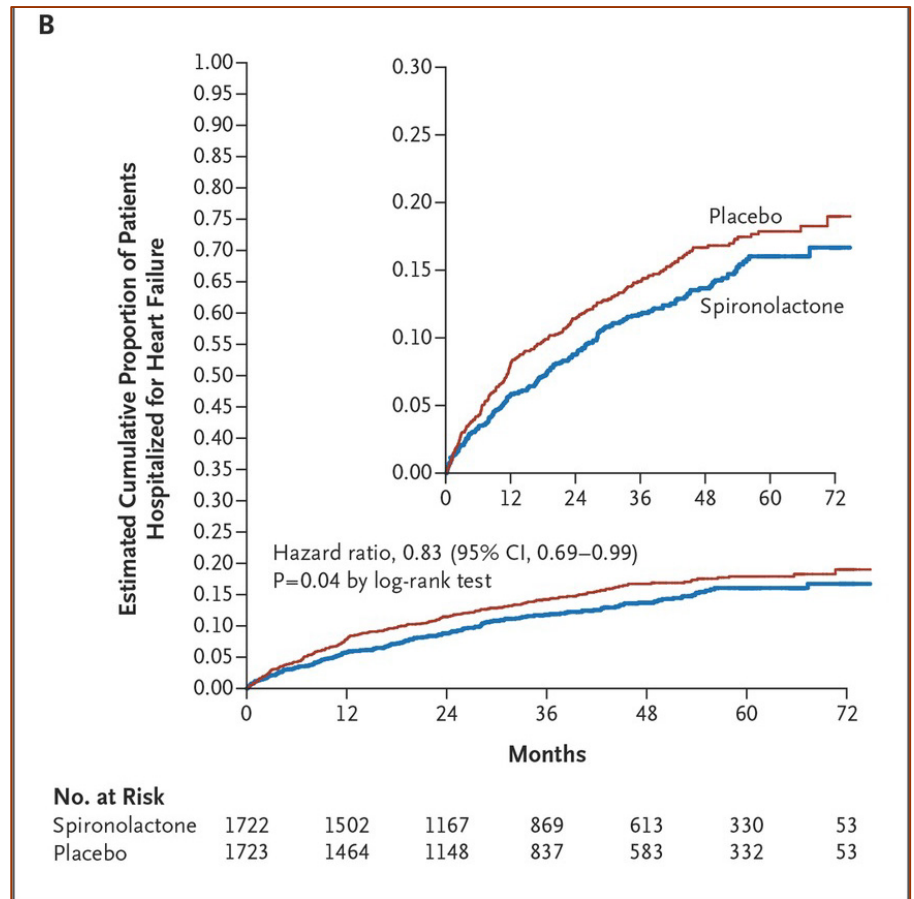 B
Estimated Cumulative Proportion of Patients
Hospitalized for Heart Failure
1.00
0.95
0.90
0.85
0.80
0.75
0.70
0.65
0.60
0.55
0.50
0.45
0.40
0.35
0.30
0.25
0.20
0.15
0.10
0.05
0.00
0.30
0.25
0.20
0.15
0.10
0.05
0.00
Placebo
Spironolactone
0 12 24 36 48 60 72
Hazard ratio, 0.83 (95% CI, 0.69–0.99)
P=0.04 by log-rank test
0 12 24 36 48 60 72
Months
No. at Risk
Spironolactone 1722 1502 1167 869 613 330 53
Placebo 1723 1464 1148 837 583 332 53